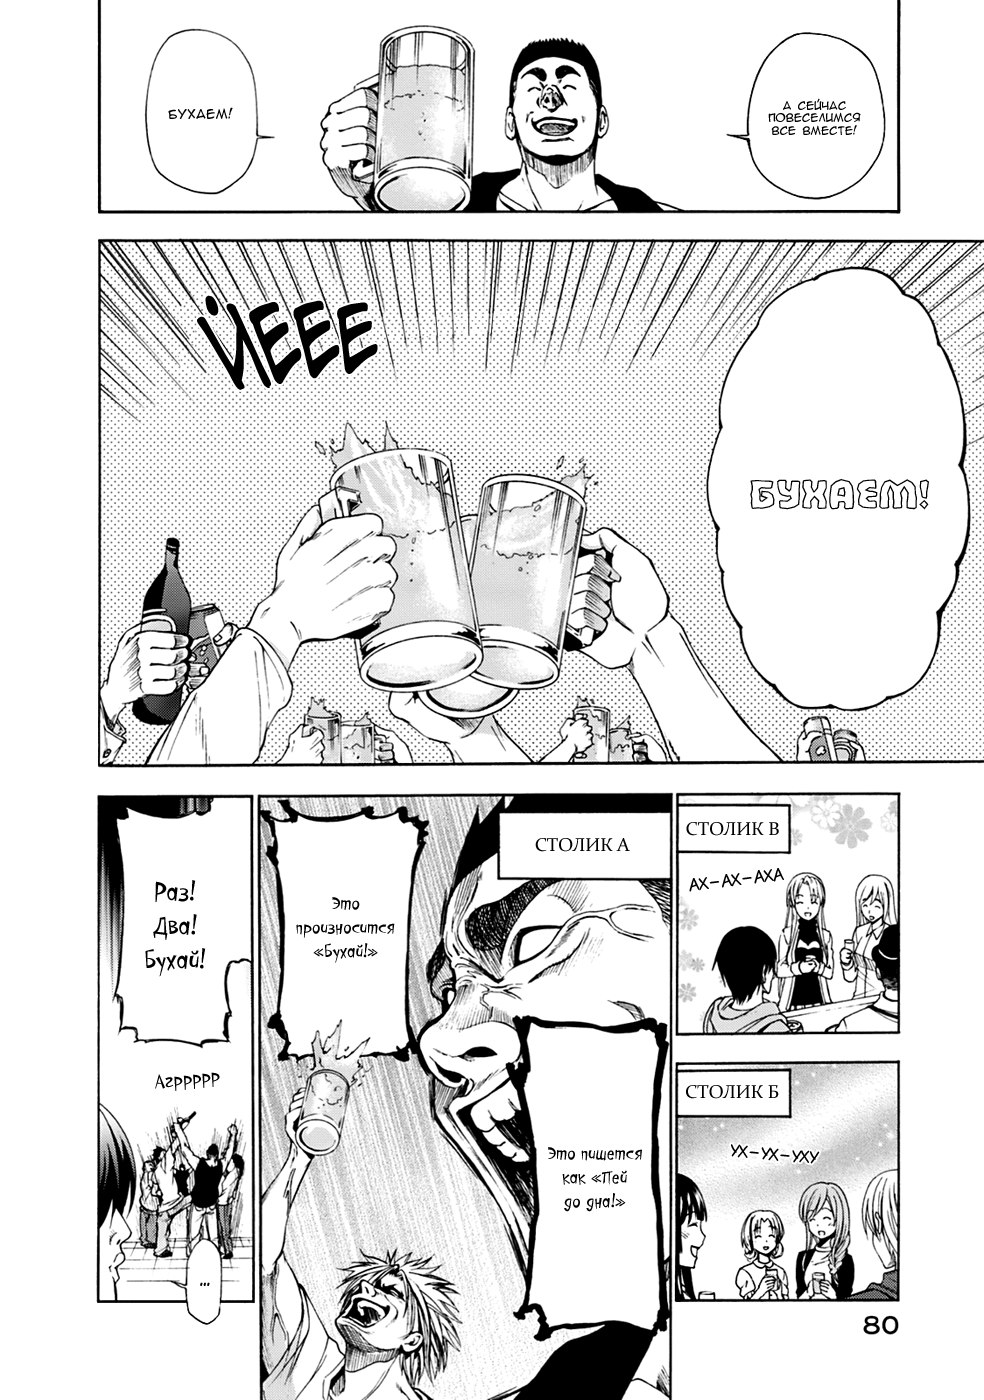 А СЕЙЧАС
ПОВЕСЕЛИМСЯ
ВСЕ ВМЕСТЕ!
БУХАЕМ!
БУХАЕМ!
ЙЕЕЕ
СТОЛИК В
АХ-АХ-АХА
СТОЛИК Б
УХ-УХ-УХУ
СТОЛИК А
Это пишется
как «Пей
до дна!»
Это
произносится
«Бухай!»
Раз!
Два!
Бухай!
Агррррр
...
80